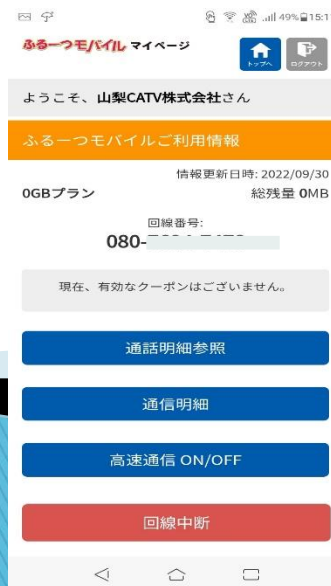 49% 15:1
ふるーつモバイル マイページ
トップへ
ログアウト
ようこそ、山梨CATV株式会社さん
ふるーつモバイルご利用情報
情報更新日時: 2022/09/30
0GBプラン 総残量 0MB
回線番号:
080-
現在、有効なクーポンはございません。
通話明細参照
通信明細
高速通信 ON/OFF
回線中断